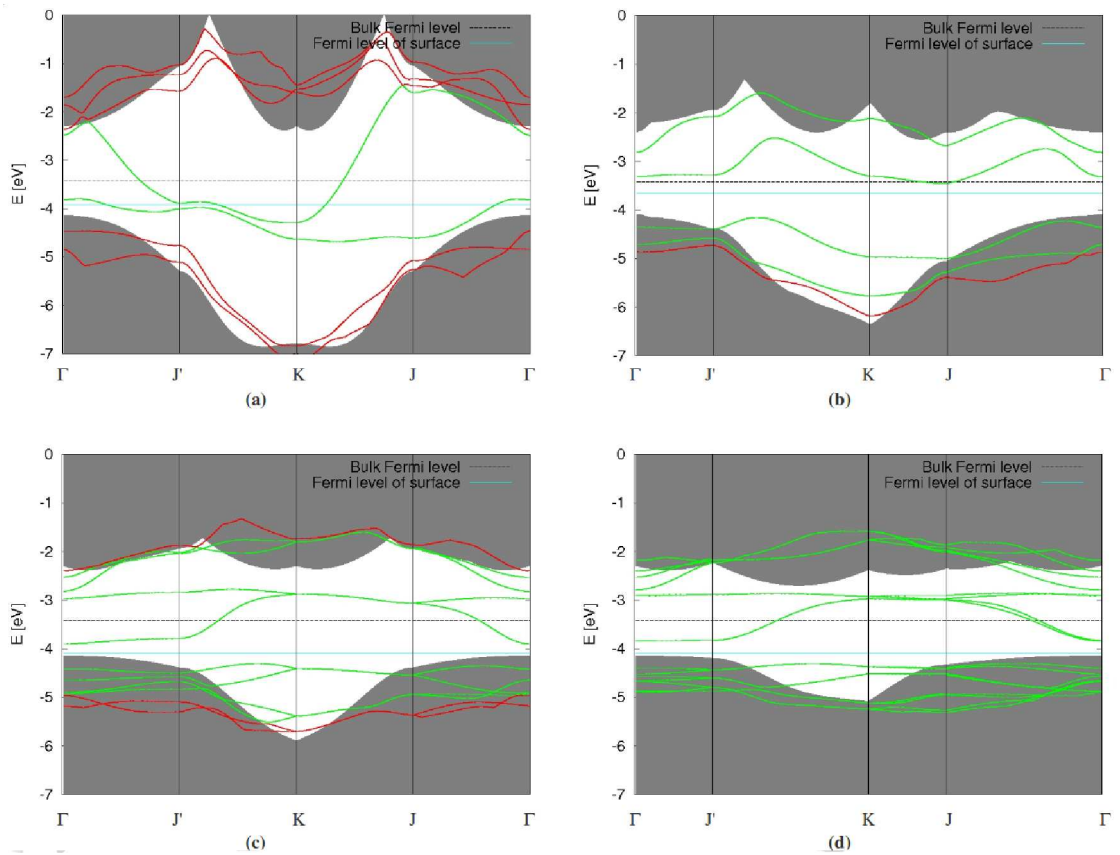 Bulk Fermi level
Fermi level of surface
0
-1
-2
-3
-4
-5
-6
-7
E [eV]
Γ J' K J Γ
(a)
Bulk Fermi level
Fermi level of surface
0
-1
-2
-3
-4
-5
-6
-7
E [eV]
Γ J' K J Γ
(b)
Bulk Fermi level
Fermi level of surface
0
-1
-2
-3
-4
-5
-6
-7
E [eV]
Γ J' K J Γ
(c)
Bulk Fermi level
Fermi level of surface
0
-1
-2
-3
-4
-5
-6
-7
E [eV]
Γ J' K J Γ
(d)